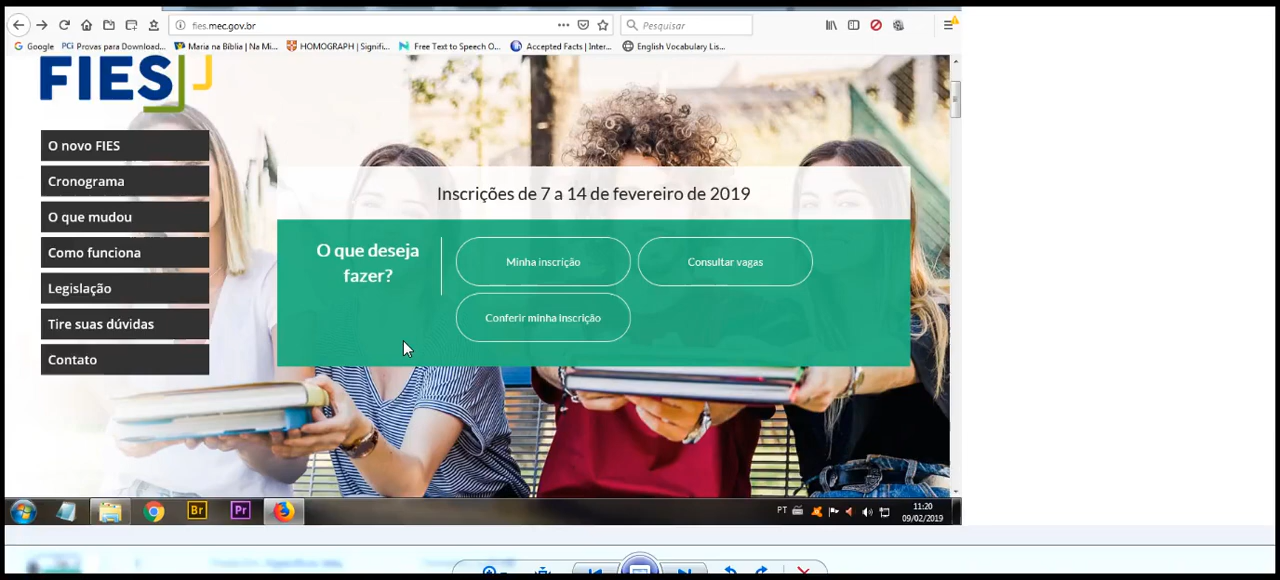 fies.mec.gov.br
Pesquisar
Google
PCi Provas para Download...
Maria na Bíblia | Na Mi...
HOMOGRAPH | Signifi...
Free Text to Speech O...
Accepted Facts | Inter...
English Vocabulary Lis...
FIES
O novo FIES
Cronograma
O que mudou
Como funciona
Legislação
Tire suas dúvidas
Contato
Inscrições de 7 a 14 de fevereiro de 2019
O que deseja
fazer?
Minha inscrição
Consultar vagas
Conferir minha inscrição
Br
Pr
PT
11:20
09/02/2019